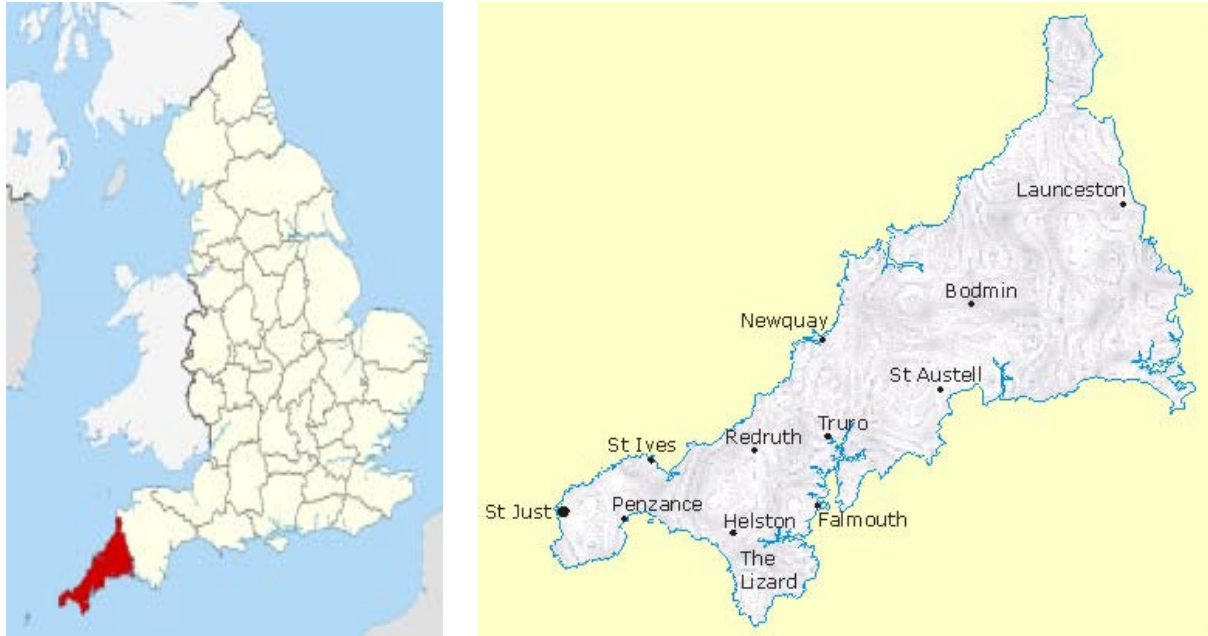 Launceston
Bodmin
Newquay
St Austell
Truro
Redruth
St Ives
St Just
Penzance
Helston
Falmouth
The
Lizard